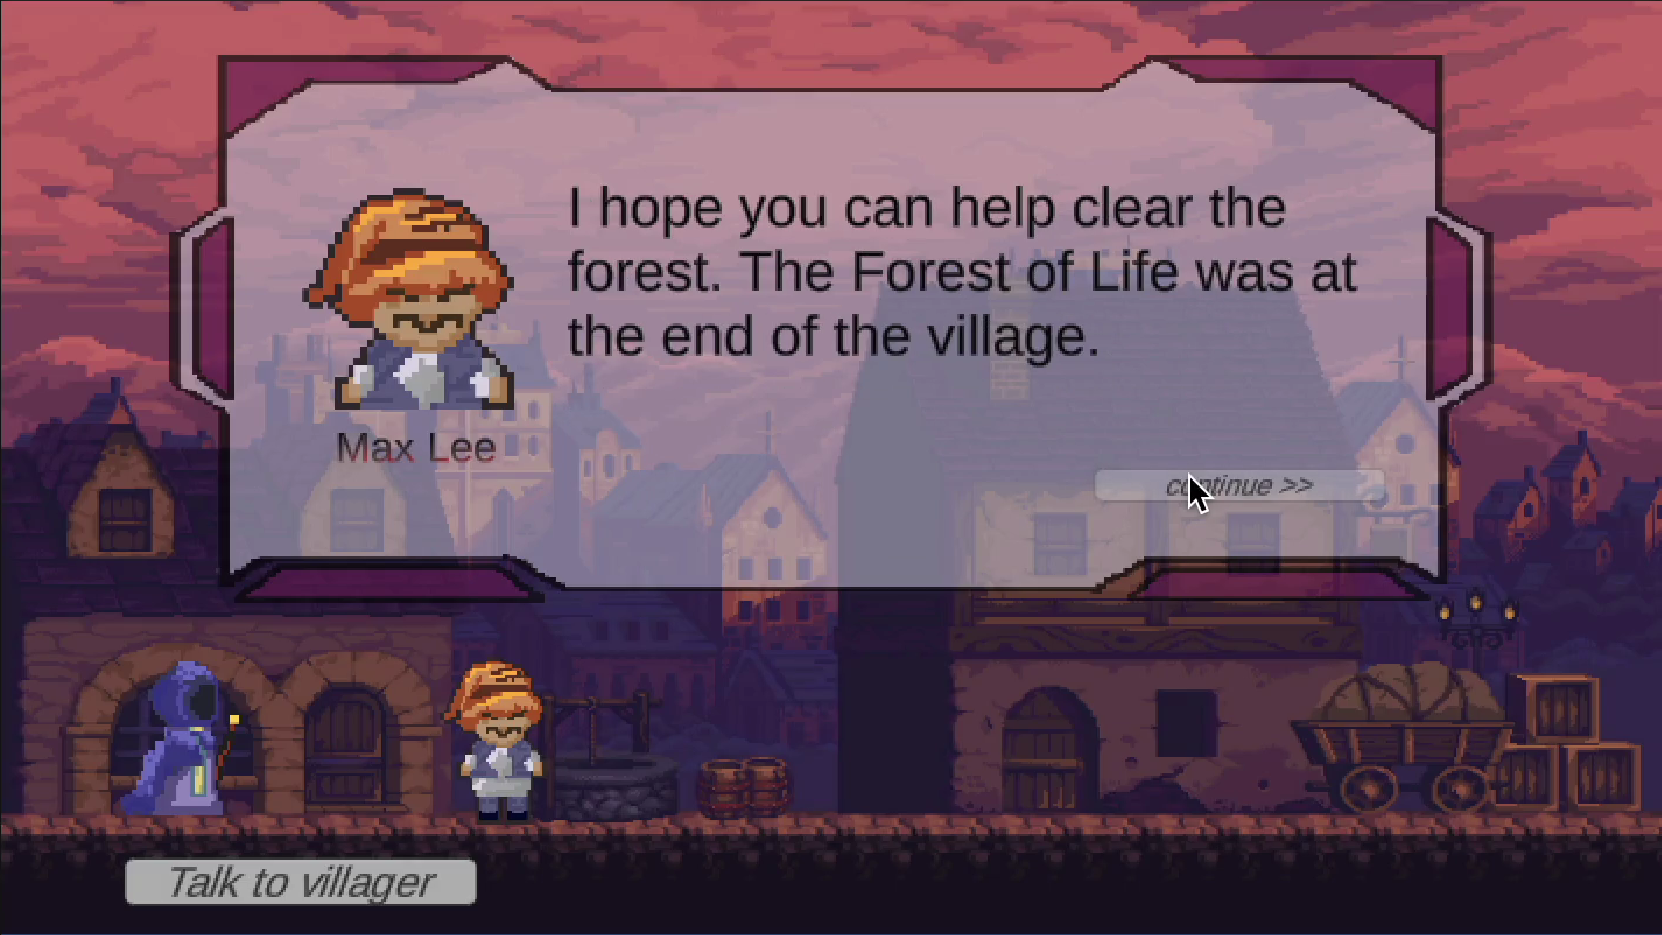 I hope you can help clear the
forest. The Forest of Life was at
the end of the village.
Max Lee
continue >>
Talk to villager